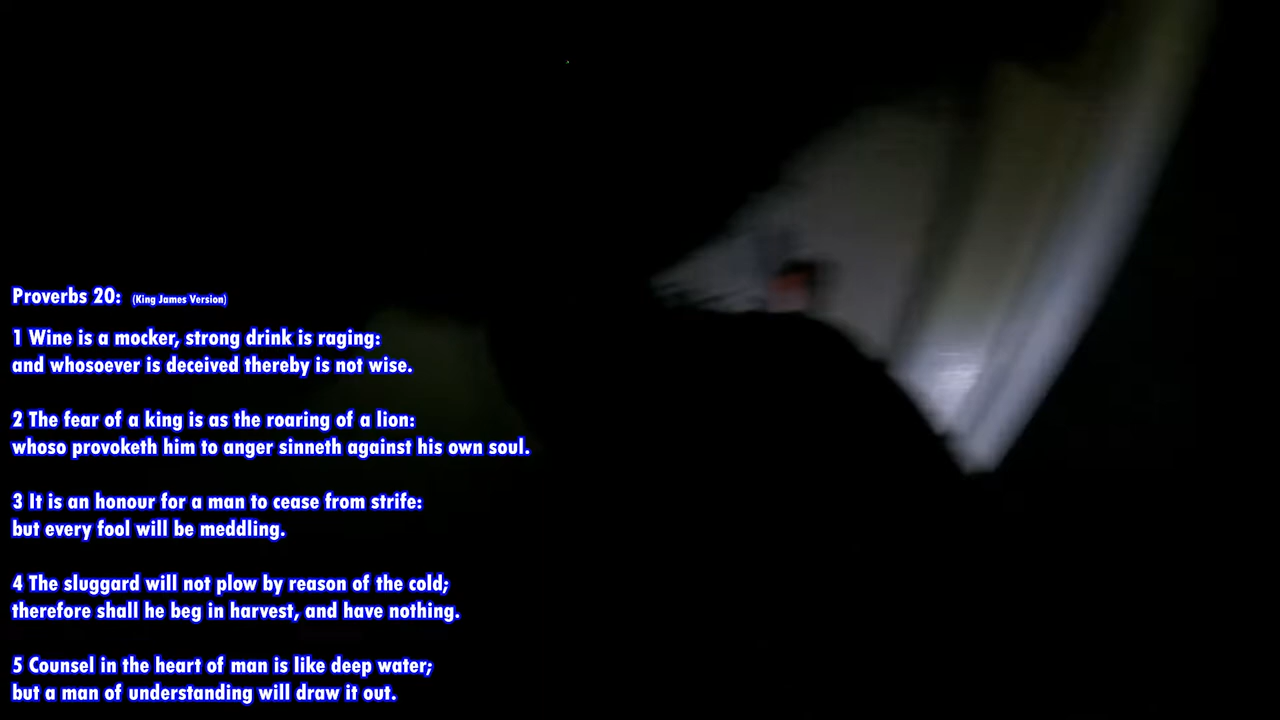 Proverbs 20: (King James Version)
1 Wine is a mocker, strong drink is raging:
and whosoever is deceived thereby is not wise.
2 The fear of a king is as the roaring of a lion:
whoso provoketh him to anger sinneth against his own soul.
3 It is an honour for a man to cease from strife:
but every fool will be meddling.
4 The sluggard will not plow by reason of the cold;
therefore shall he beg in harvest, and have nothing.
5 Counsel in the heart of man is like deep water;
but a man of understanding will draw it out.